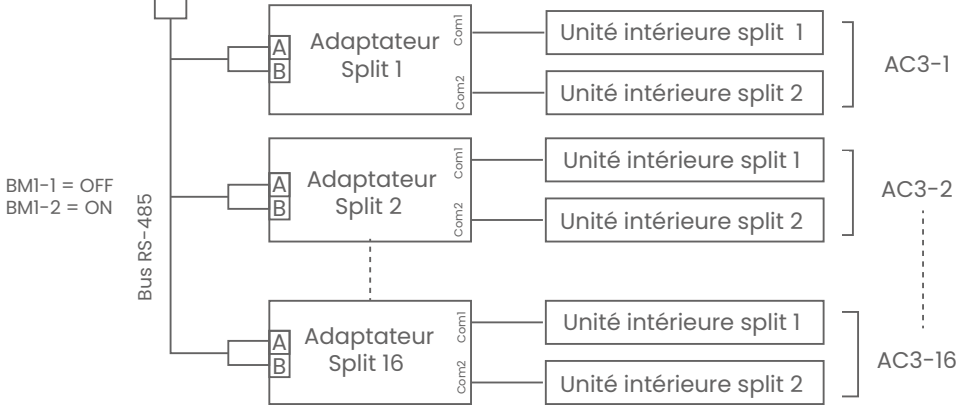 Adaptateur
Split 1
A
B
Com1
Com2
Unité intérieure split 1
Unité intérieure split 2
AC3-1
BM1-1 = OFF
BM1-2 = ON
Bus RS-485
Adaptateur
Split 2
A
B
Com1
Com2
Unité intérieure split 1
Unité intérieure split 2
AC3-2
Adaptateur
Split 16
A
B
Com1
Com2
Unité intérieure split 1
Unité intérieure split 2
AC3-16